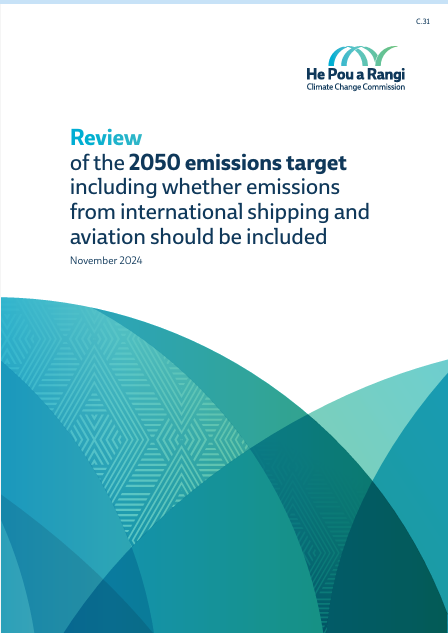 C.31
He Pou a Rangi
Climate Change Commission
Review
of the 2050 emissions target
including whether emissions
from international shipping and
aviation should be included
November 2024